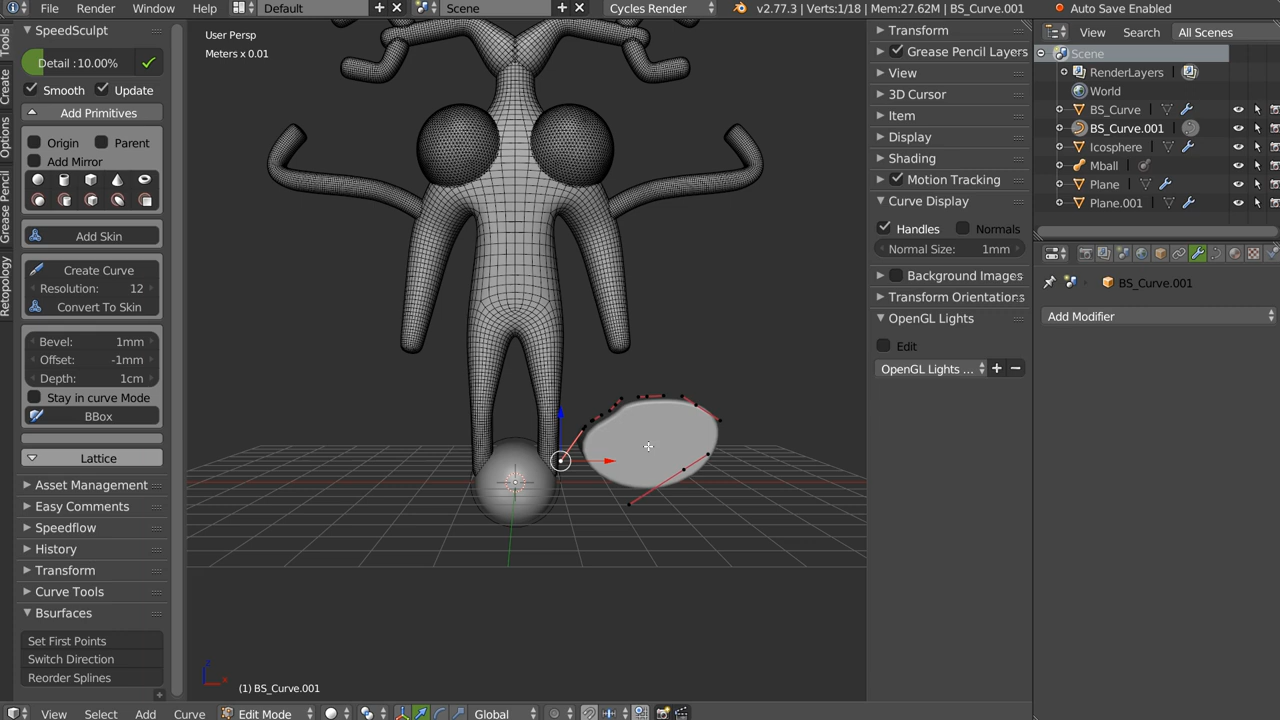 File Render Window Help Default Scene Cycles Render v2.77.3 | Verts:1/18 | Mem:27.62M | BS_Curve.001 Auto Save Enabled
Tools
Create
Options
Grease Pencil
Retopology
SpeedSculpt
Detail :10.00%
Smooth Update
Add Primitives
Origin Parent
Add Mirror
Add Skin
Create Curve
Resolution: 12
Convert To Skin
Bevel: 1mm
Offset: -1mm
Depth: 1cm
Stay in curve Mode
BBox
Lattice
Asset Management
Easy Comments
Speedflow
History
Transform
Curve Tools
Bsurfaces
Set First Points
Switch Direction
Reorder Splines
User Persp
Meters x 0.01
(1) BS_Curve.001
View Select Add Curve Edit Mode Global
Transform
Grease Pencil Layers
View
3D Cursor
Item
Display
Shading
Motion Tracking
Curve Display
Handles Normals
Normal Size: 1mm
Background Images
Transform Orientations
OpenGL Lights
Edit
OpenGL Lights ...
View Search All Scenes
Scene
RenderLayers
World
BS_Curve
BS_Curve.001
Icosphere
Mball
Plane
Plane.001
BS_Curve.001
Add Modifier